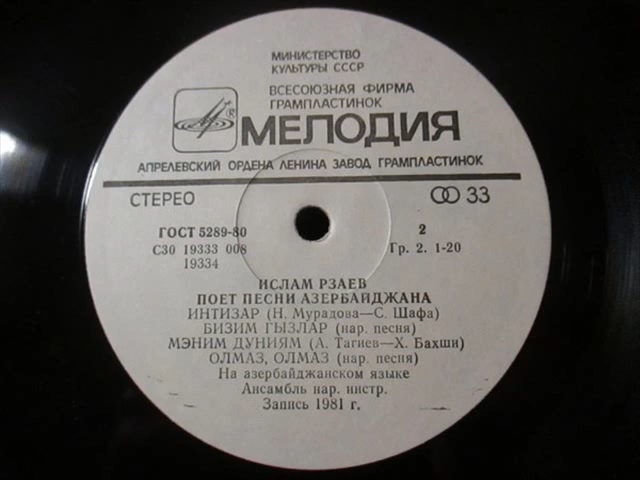 МИНИСТЕРСТВО
КУЛЬТУРЫ СССР
ВСЕСОЮЗНАЯ ФИРМА
ГРАМПЛАСТИНОК
® МЕЛОДИЯ
АПРЕЛЕВСКИЙ ОРДЕНА ЛЕНИНА ЗАВОД ГРАМПЛАСТИНОК
СТЕРЕО 33
ГОСТ 5289-80 2
С30 19333 008 Гр. 2. 1-20
19334
ИСЛАМ РЗАЕВ
ПОЕТ ПЕСНИ АЗЕРБАЙДЖАНА
ИНТИЗАР (Н. Мурадова—С. Шафа)
БИЗИМ ГЫЗЛАР (нар. песня)
МЭНИМ ДУНИЯМ (А. Тагиев—Х. Бахши)
ОЛМАЗ, ОЛМАЗ (нар. песня)
На азербайджанском языке
Ансамбль нар. инстр.
Запись 1981 г.